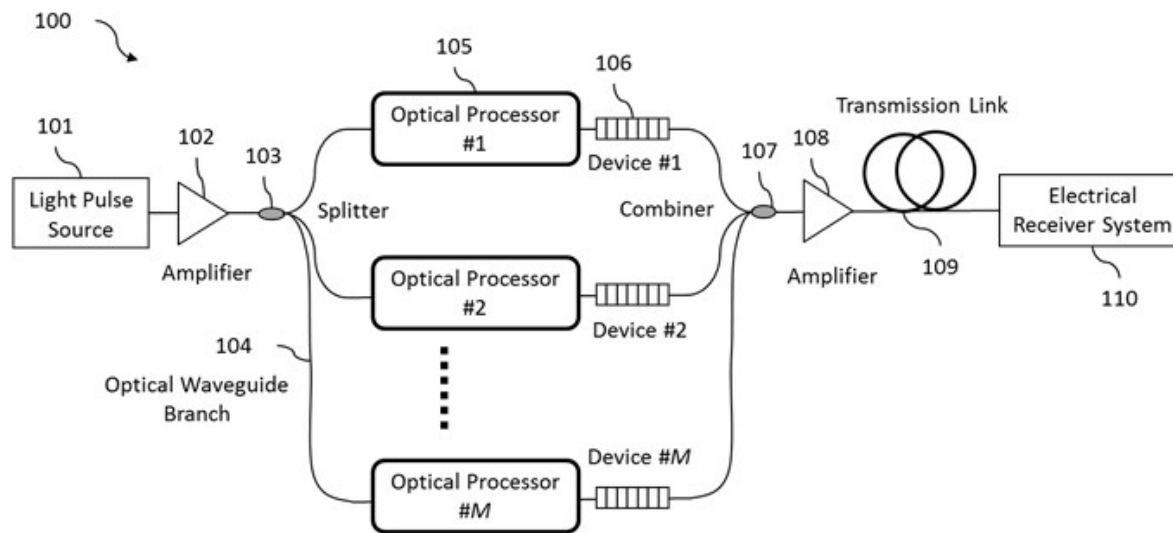 100
105
106
Transmission Link
101
102
103
107
108
Optical Processor
#1
Light Pulse
Source
Splitter
Device #1
Combiner
Electrical
Receiver System
Amplifier
Optical Processor
#2
Amplifier
109
110
Device #2
104
Optical Waveguide
Branch
Device #M
Optical Processor
#M